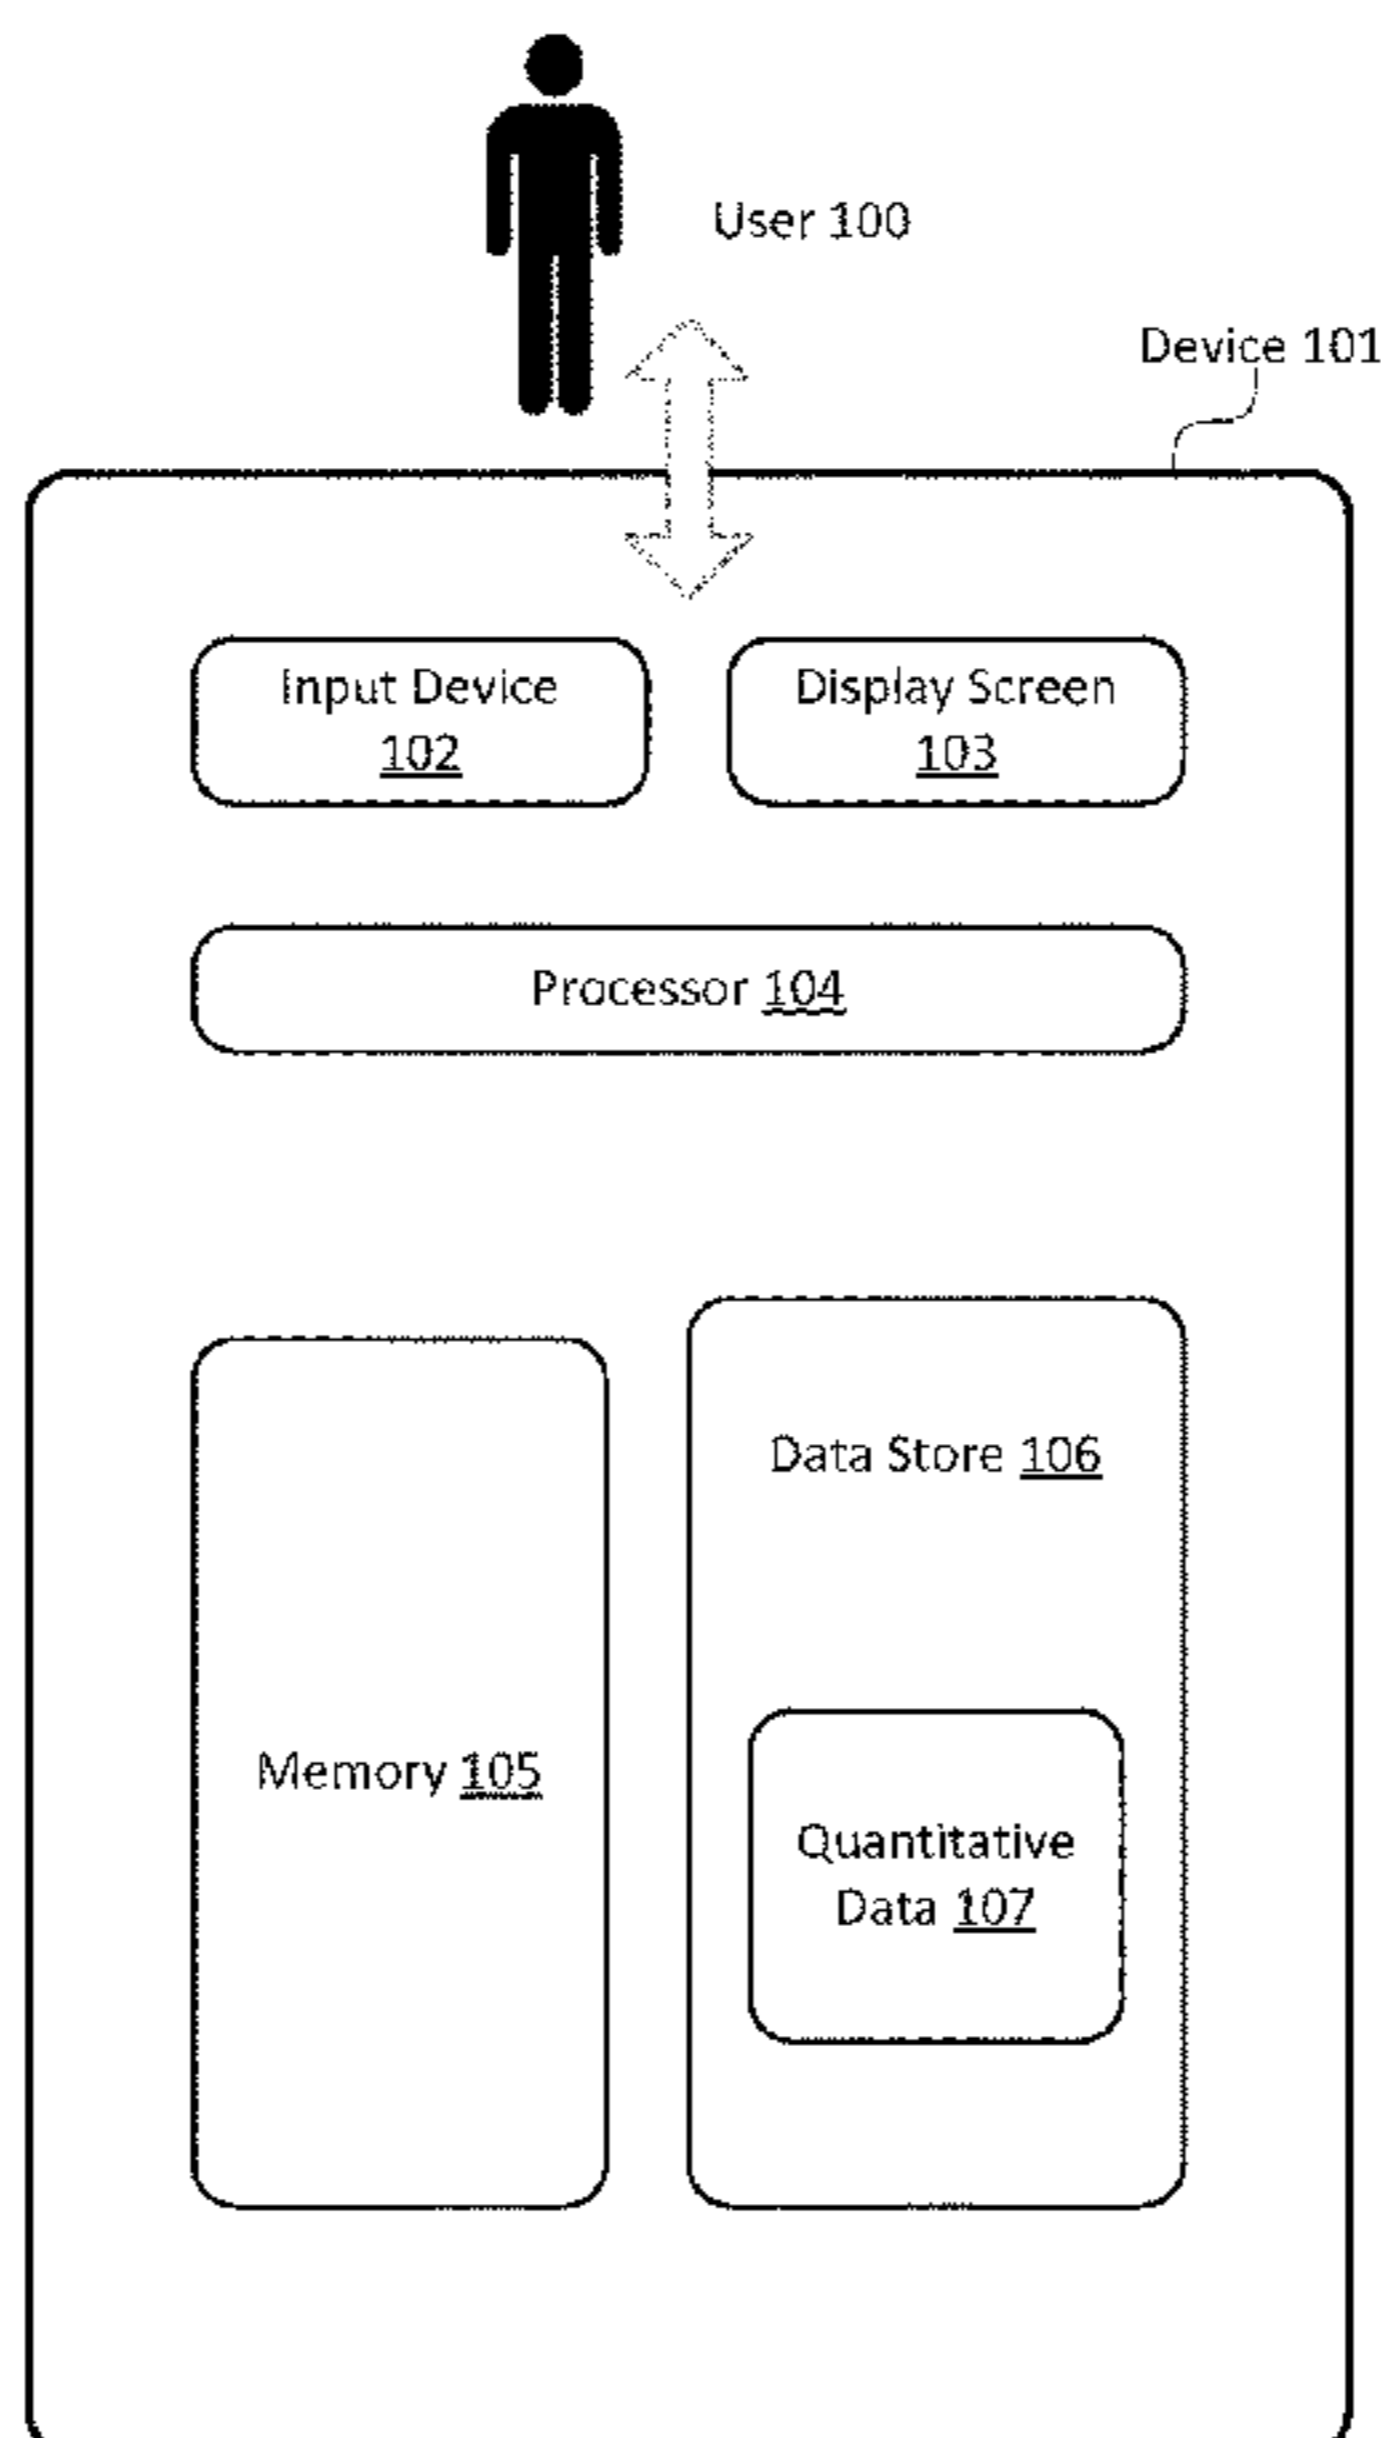 User 100
Device 101
Input Device
102
Display Screen
103
Processor 104
Data Store 106
Memory 105
Quantitative
Data 107